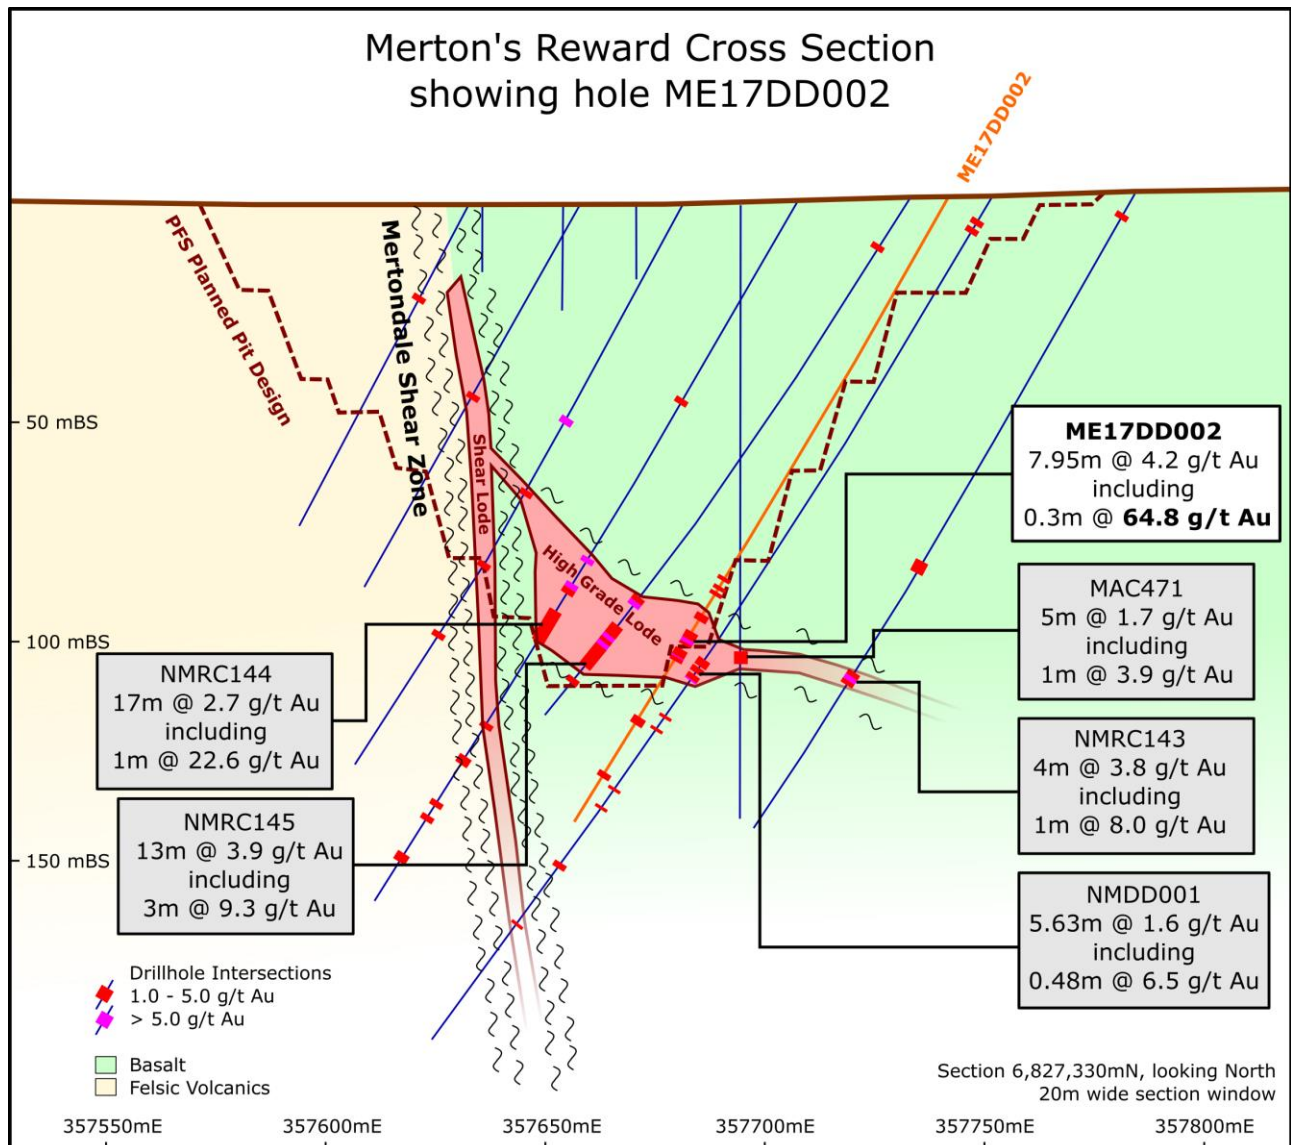 Merton's Reward Cross Section
showing hole ME17DD002
ME17DD002
PFS Planned Pit Design
Mertondale Shear Zone
Shear Lode
High Grade Lode
50 mBS
100 mBS
150 mBS
ME17DD002
7.95m @ 4.2 g/t Au
including
0.3m @ 64.8 g/t Au
MAC471
5m @ 1.7 g/t Au
including
1m @ 3.9 g/t Au
NMRC143
4m @ 3.8 g/t Au
including
1m @ 8.0 g/t Au
NMDD001
5.63m @ 1.6 g/t Au
including
0.48m @ 6.5 g/t Au
NMRC144
17m @ 2.7 g/t Au
including
1m @ 22.6 g/t Au
NMRC145
13m @ 3.9 g/t Au
including
3m @ 9.3 g/t Au
Drillhole Intersections
1.0 - 5.0 g/t Au
> 5.0 g/t Au
Basalt
Felsic Volcanics
Section 6,827,330mN, looking North
20m wide section window
357550mE
357600mE
357650mE
357700mE
357750mE
357800mE